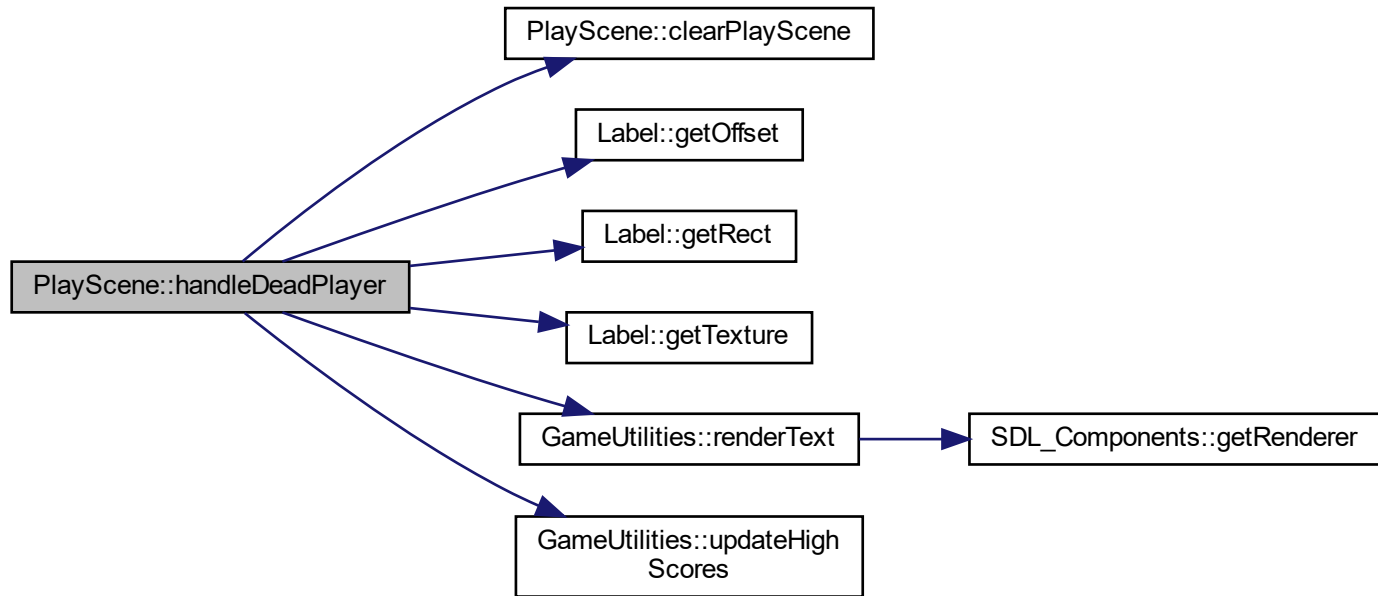 PlayScene::clearPlayScene
Label::getOffset
Label::getRect
PlayScene::handleDeadPlayer
Label::getTexture
GameUtilities::renderText
SDL_Components::getRenderer
GameUtilities::updateHigh
Scores